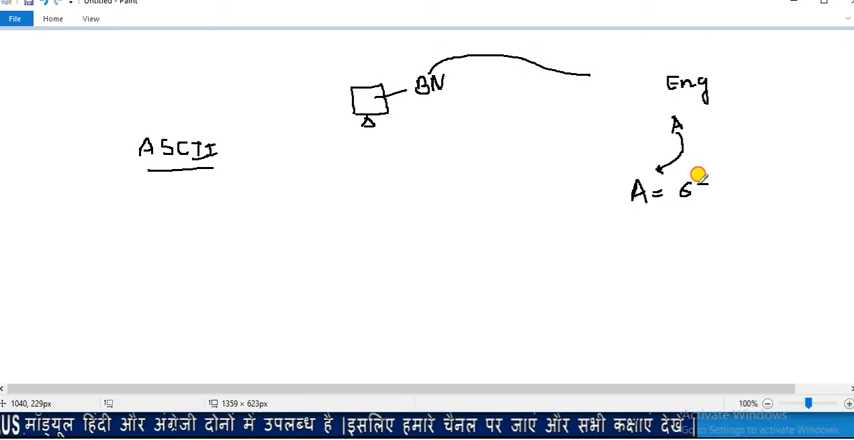 Untitled - Paint
File Home View
BN
Eng
A
ASCII
A = 6
1040, 229px
1359 × 623px
100%
Activate Windows
Go to Settings to activate Windows.
US मॉड्यूल हिंदी और अंग्रेजी दोनों में उपलब्ध है |इसलिए हमारे चैनल पर जाएं और सभी कक्षाएं देखें